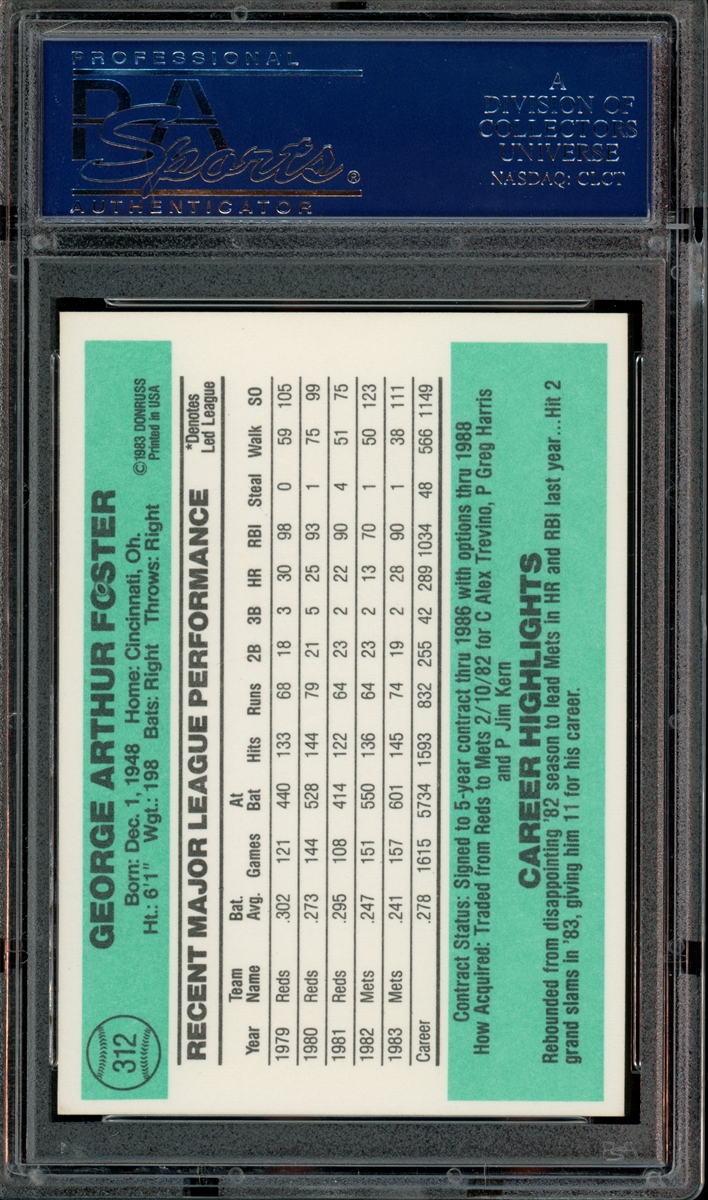 PROFESSIONAL
PSA
Sports®
AUTHENTICATOR
A
DIVISION OF
COLLECTORS
UNIVERSE
NASDAQ: CLCT
312
GEORGE ARTHUR FOSTER
Born: Dec. 1, 1948 Home: Cincinnati, Oh.
Ht.: 6'1" Wgt.: 198 Bats: Right Throws: Right
©1983 DONRUSS
Printed in USA
RECENT MAJOR LEAGUE PERFORMANCE
*Denotes
Led League
Year Team Name Bat. Avg. Games At Bat Hits Runs 2B 3B HR RBI Steal Walk SO
1979 Reds .302 121 440 133 68 18 3 30 98 0 59 105
1980 Reds .273 144 528 144 79 21 5 25 93 1 75 99
1981 Reds .295 108 414 122 64 23 2 22 90 4 51 75
1982 Mets .247 151 550 136 64 23 2 13 70 1 50 123
1983 Mets .241 157 601 145 74 19 2 28 90 1 38 111
Career .278 1615 5734 1593 832 255 42 289 1034 48 566 1149
Contract Status: Signed to 5-year contract thru 1986 with options thru 1988
How Acquired: Traded from Reds to Mets 2/10/82 for C Alex Trevino, P Greg Harris
and P Jim Kern
CAREER HIGHLIGHTS
Rebounded from disappointing '82 season to lead Mets in HR and RBI last year...Hit 2
grand slams in '83, giving him 11 for his career.
PSA